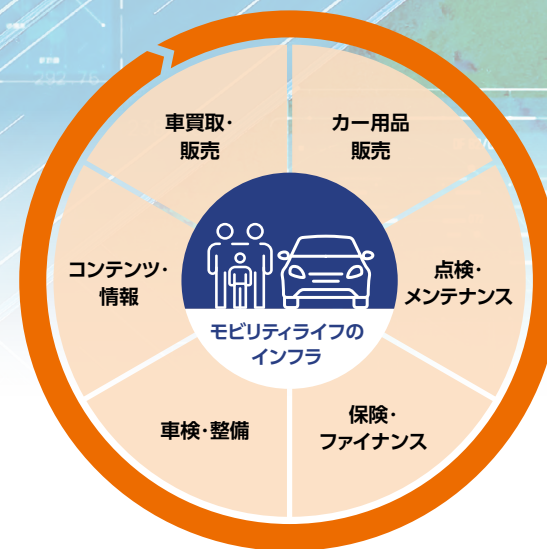 292.76
車買取・
販売
カー用品
販売
コンテンツ・
情報
点検・
メンテナンス
モビリティライフの
インフラ
車検・整備
保険・
ファイナンス